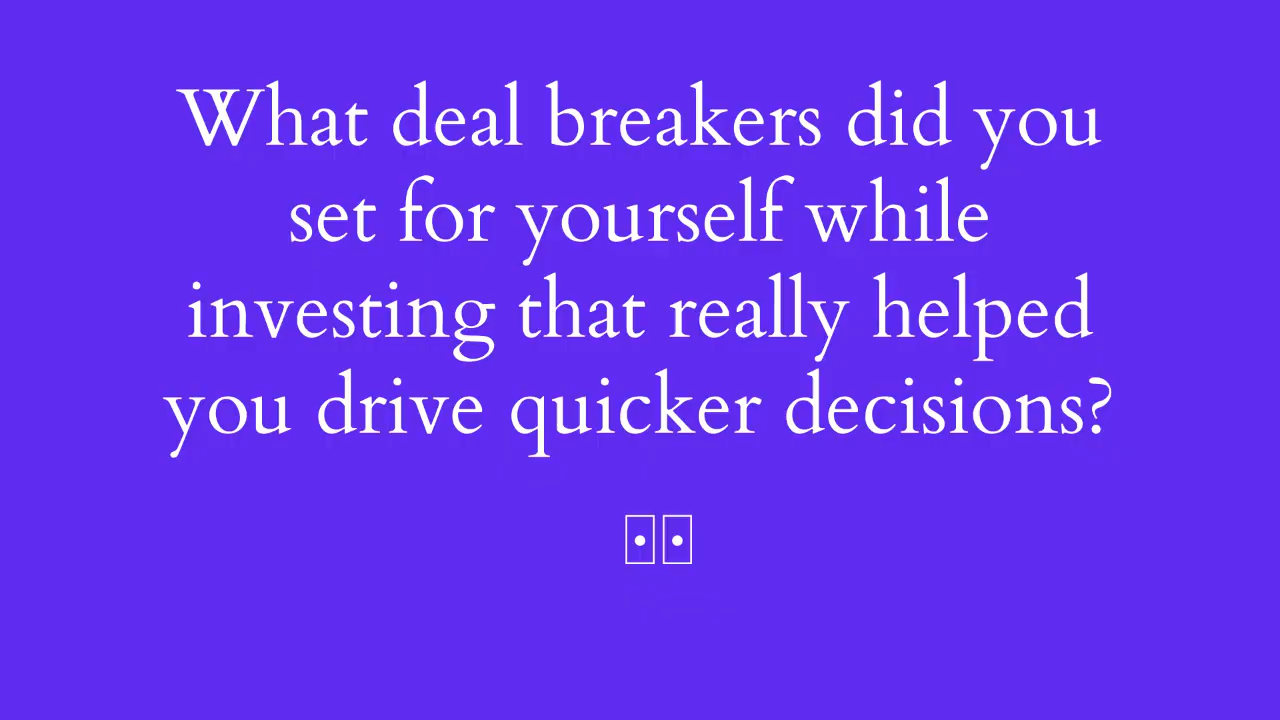 What deal breakers did you
set for yourself while
investing that really helped
you drive quicker decisions?